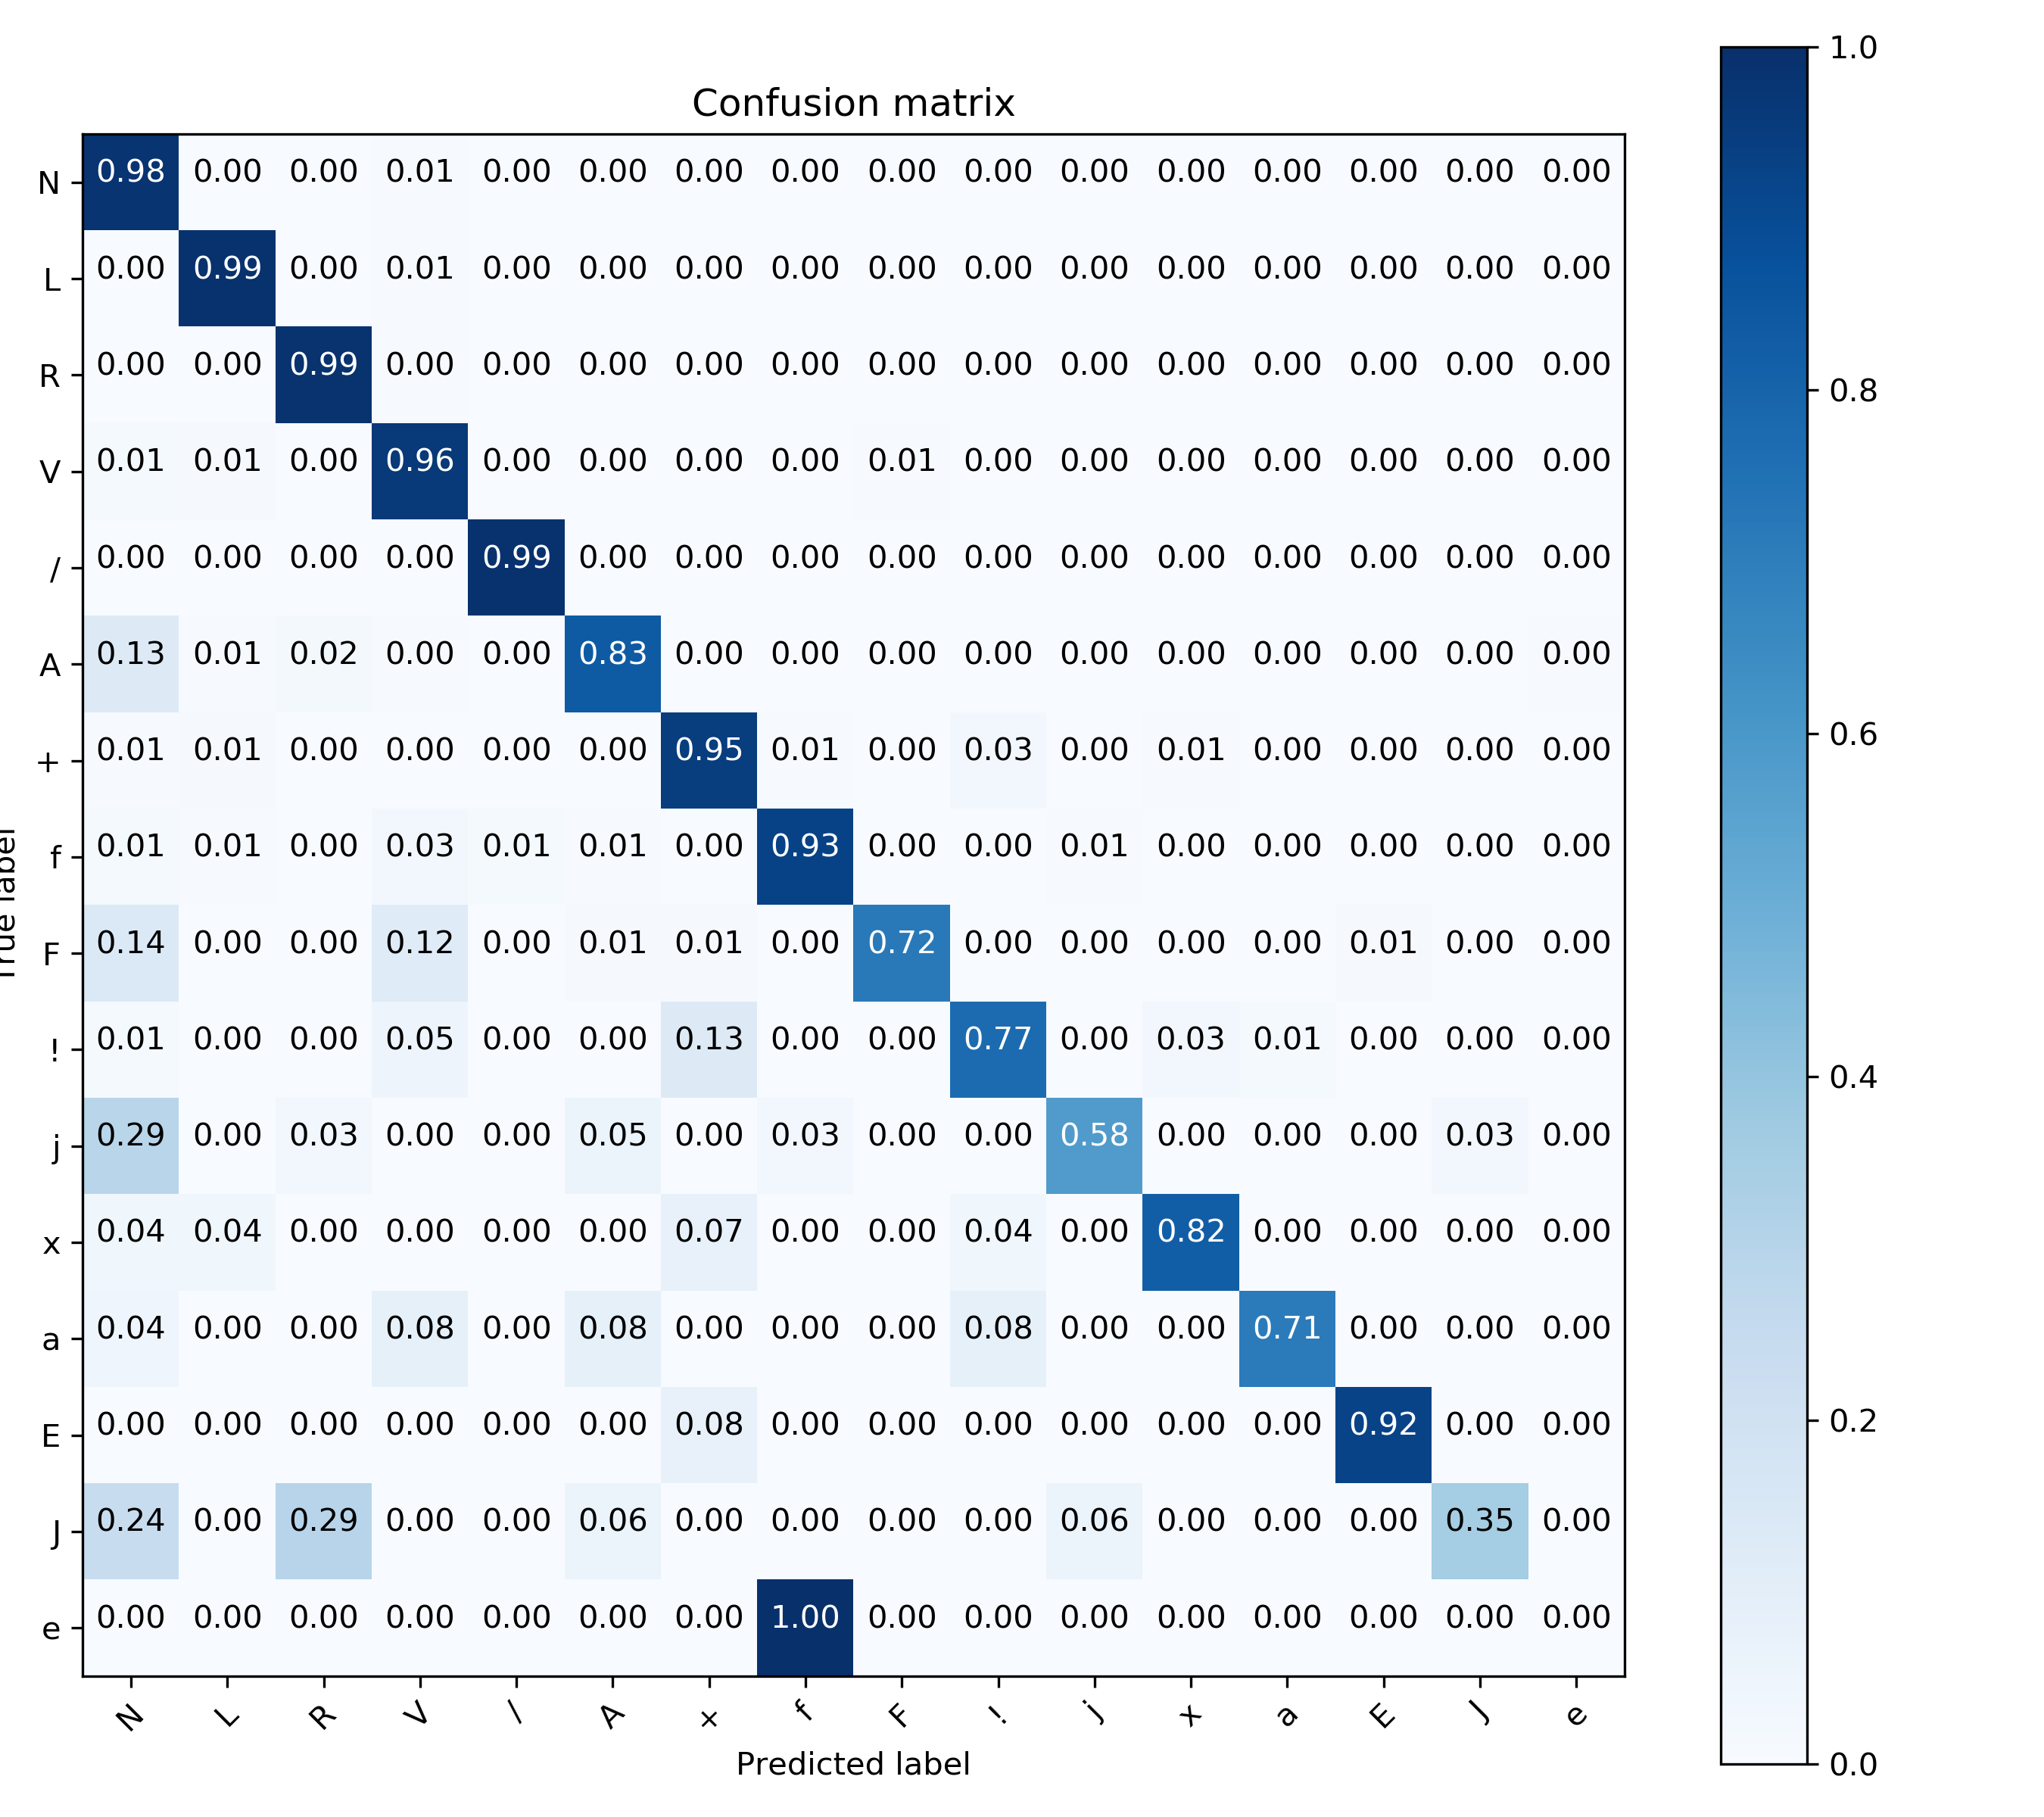 Confusion matrix
1.0
N 0.98 0.00 0.00 0.01 0.00 0.00 0.00 0.00 0.00 0.00 0.00 0.00 0.00 0.00 0.00 0.00
L 0.00 0.99 0.00 0.01 0.00 0.00 0.00 0.00 0.00 0.00 0.00 0.00 0.00 0.00 0.00 0.00
R 0.00 0.00 0.99 0.00 0.00 0.00 0.00 0.00 0.00 0.00 0.00 0.00 0.00 0.00 0.00 0.00
0.8
V 0.01 0.01 0.00 0.96 0.00 0.00 0.00 0.00 0.01 0.00 0.00 0.00 0.00 0.00 0.00 0.00
/ 0.00 0.00 0.00 0.00 0.99 0.00 0.00 0.00 0.00 0.00 0.00 0.00 0.00 0.00 0.00 0.00
A 0.13 0.01 0.02 0.00 0.00 0.83 0.00 0.00 0.00 0.00 0.00 0.00 0.00 0.00 0.00 0.00
0.6
+ 0.01 0.01 0.00 0.00 0.00 0.00 0.95 0.01 0.00 0.03 0.00 0.01 0.00 0.00 0.00 0.00
f 0.01 0.01 0.00 0.03 0.01 0.01 0.00 0.93 0.00 0.00 0.01 0.00 0.00 0.00 0.00 0.00
True label
F 0.14 0.00 0.00 0.12 0.00 0.01 0.01 0.00 0.72 0.00 0.00 0.00 0.00 0.01 0.00 0.00
! 0.01 0.00 0.00 0.05 0.00 0.00 0.13 0.00 0.00 0.77 0.00 0.03 0.01 0.00 0.00 0.00
0.4
j 0.29 0.00 0.03 0.00 0.00 0.05 0.00 0.03 0.00 0.00 0.58 0.00 0.00 0.00 0.03 0.00
x 0.04 0.04 0.00 0.00 0.00 0.00 0.07 0.00 0.00 0.04 0.00 0.82 0.00 0.00 0.00 0.00
a 0.04 0.00 0.00 0.08 0.00 0.08 0.00 0.00 0.00 0.08 0.00 0.00 0.71 0.00 0.00 0.00
0.2
E 0.00 0.00 0.00 0.00 0.00 0.00 0.08 0.00 0.00 0.00 0.00 0.00 0.00 0.92 0.00 0.00
J 0.24 0.00 0.29 0.00 0.00 0.06 0.00 0.00 0.00 0.00 0.06 0.00 0.00 0.00 0.35 0.00
e 0.00 0.00 0.00 0.00 0.00 0.00 0.00 1.00 0.00 0.00 0.00 0.00 0.00 0.00 0.00 0.00
N L R V / A + f F ! j x a E J e
Predicted label
0.0